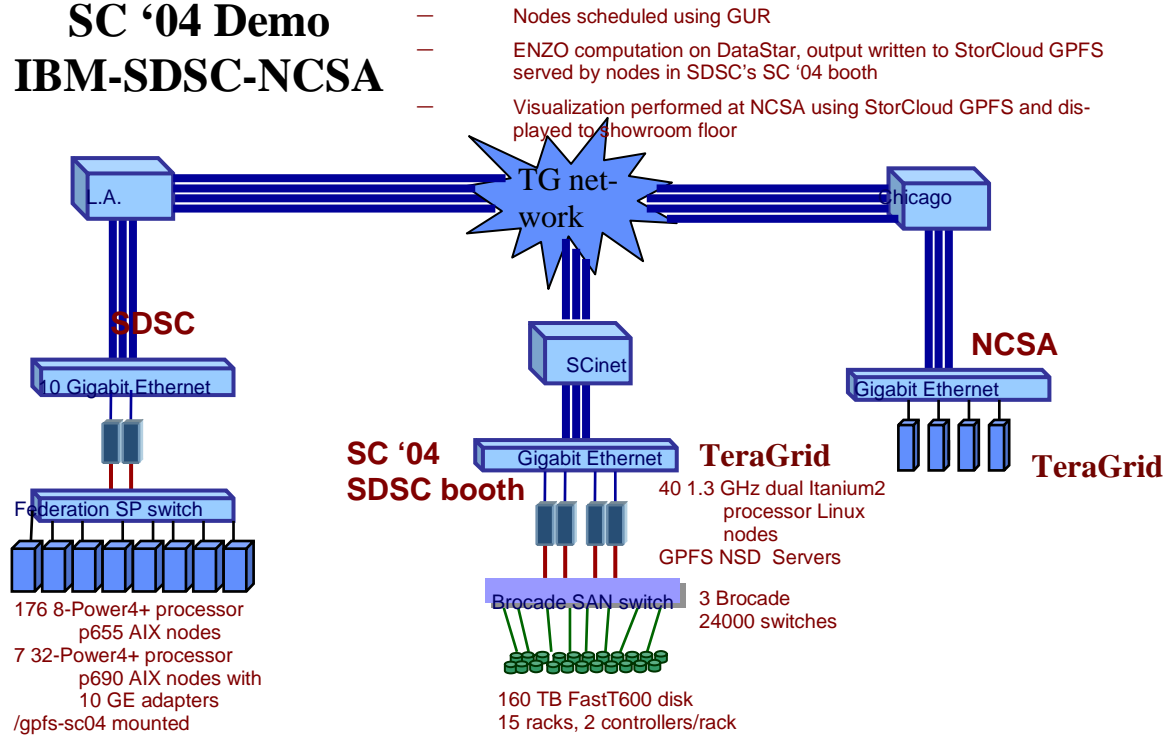 SC ‘04 Demo
IBM-SDSC-NCSA
— Nodes scheduled using GUR
— ENZO computation on DataStar, output written to StorCloud GPFS
served by nodes in SDSC's SC ‘04 booth
— Visualization performed at NCSA using StorCloud GPFS and dis-
played to showroom floor
L.A.
TG net-
work
Chicago
SDSC
10 Gigabit Ethernet
Federation SP switch
176 8-Power4+ processor
p655 AIX nodes
7 32-Power4+ processor
p690 AIX nodes with
10 GE adapters
/gpfs-sc04 mounted
SCinet
SC ‘04
SDSC booth
Gigabit Ethernet
TeraGrid
40 1.3 GHz dual Itanium2
processor Linux
nodes
GPFS NSD Servers
Brocade SAN switch
3 Brocade
24000 switches
160 TB FastT600 disk
15 racks, 2 controllers/rack
NCSA
Gigabit Ethernet
TeraGrid